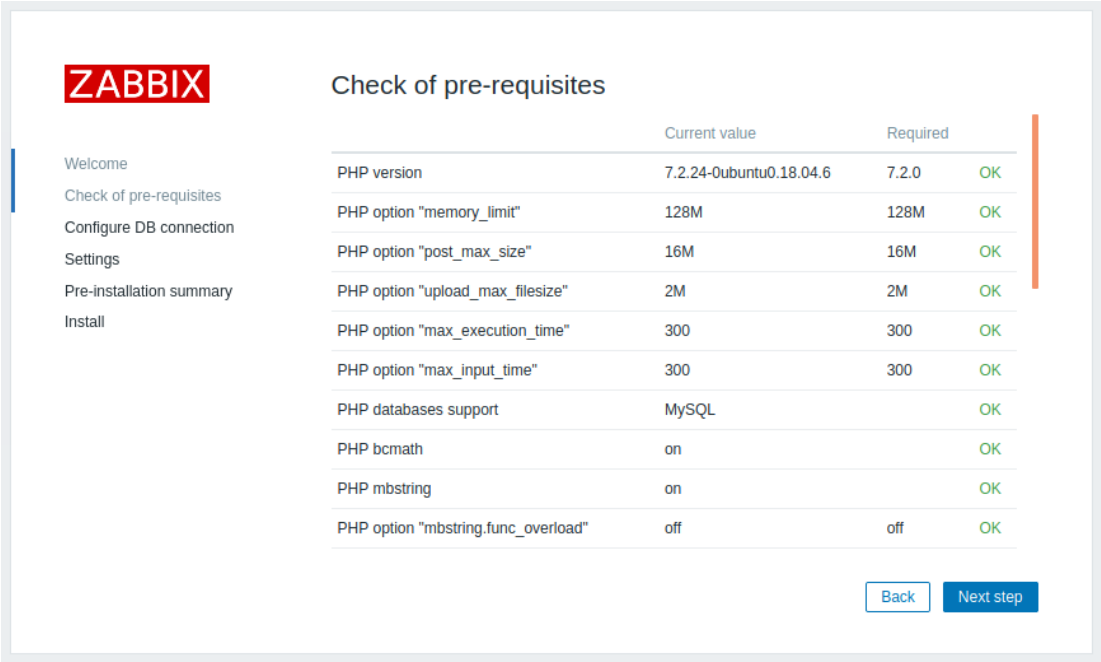 ZABBIX
Check of pre-requisites
Welcome
Check of pre-requisites
Configure DB connection
Settings
Pre-installation summary
Install
Current value Required
PHP version 7.2.24-0ubuntu0.18.04.6 7.2.0 OK
PHP option "memory_limit" 128M 128M OK
PHP option "post_max_size" 16M 16M OK
PHP option "upload_max_filesize" 2M 2M OK
PHP option "max_execution_time" 300 300 OK
PHP option "max_input_time" 300 300 OK
PHP databases support MySQL OK
PHP bcmath on OK
PHP mbstring on OK
PHP option "mbstring.func_overload" off off OK
Back Next step